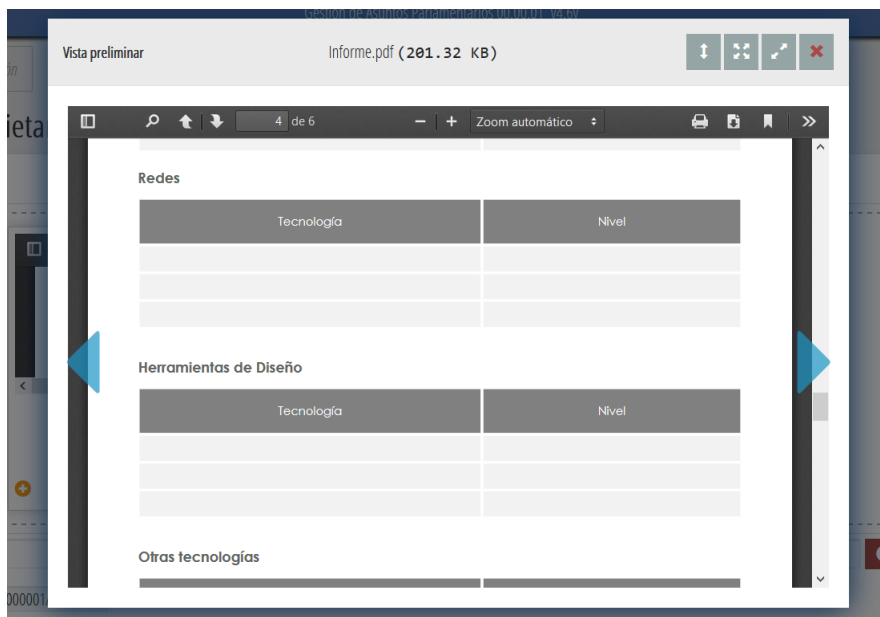 Gestión de Asuntos Parlamentarios 00.00.01 v4.6v
Vista preliminar
Informe.pdf (201.32 KB)
4 de 6
Zoom automático
Redes
Tecnología Nivel
Herramientas de Diseño
Tecnología Nivel
Otras tecnologías
000001